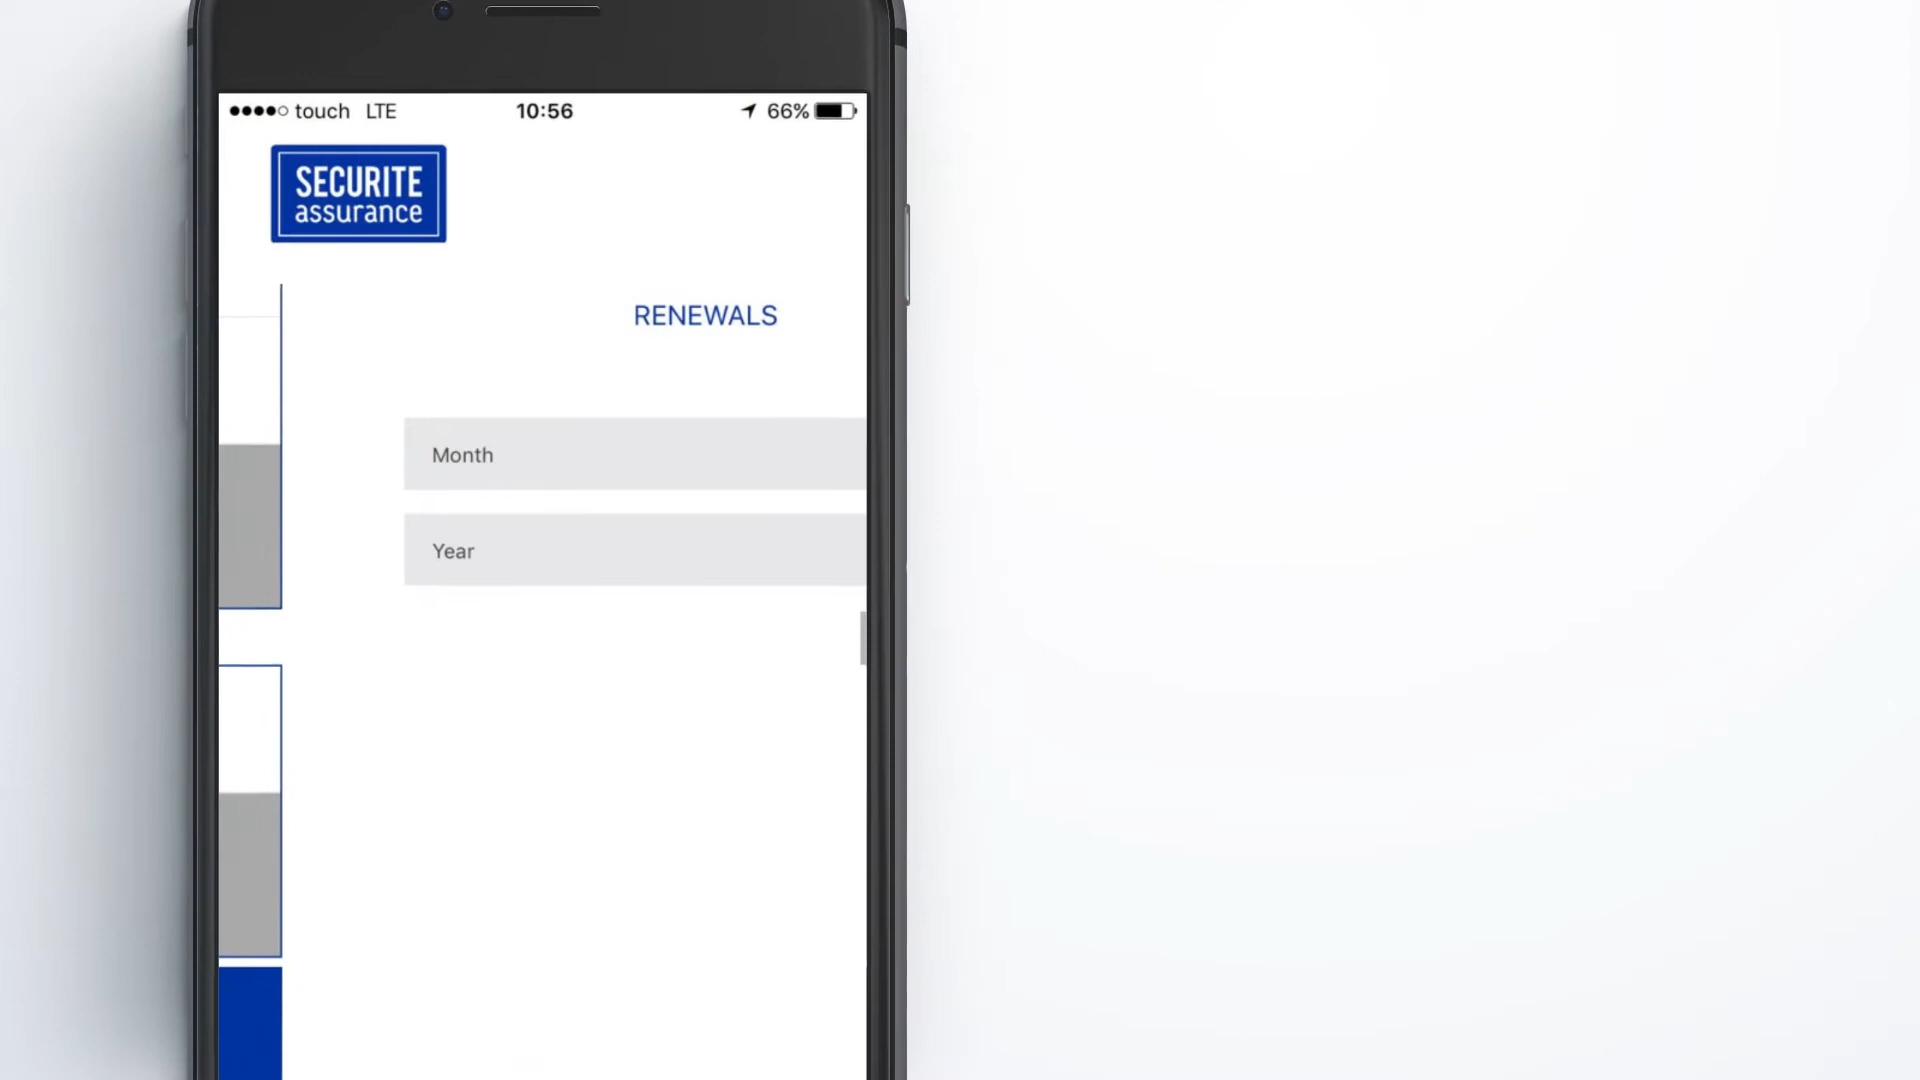 touch LTE 10:56 66%
SECURITE
assurance
RENEWALS
Month
Year